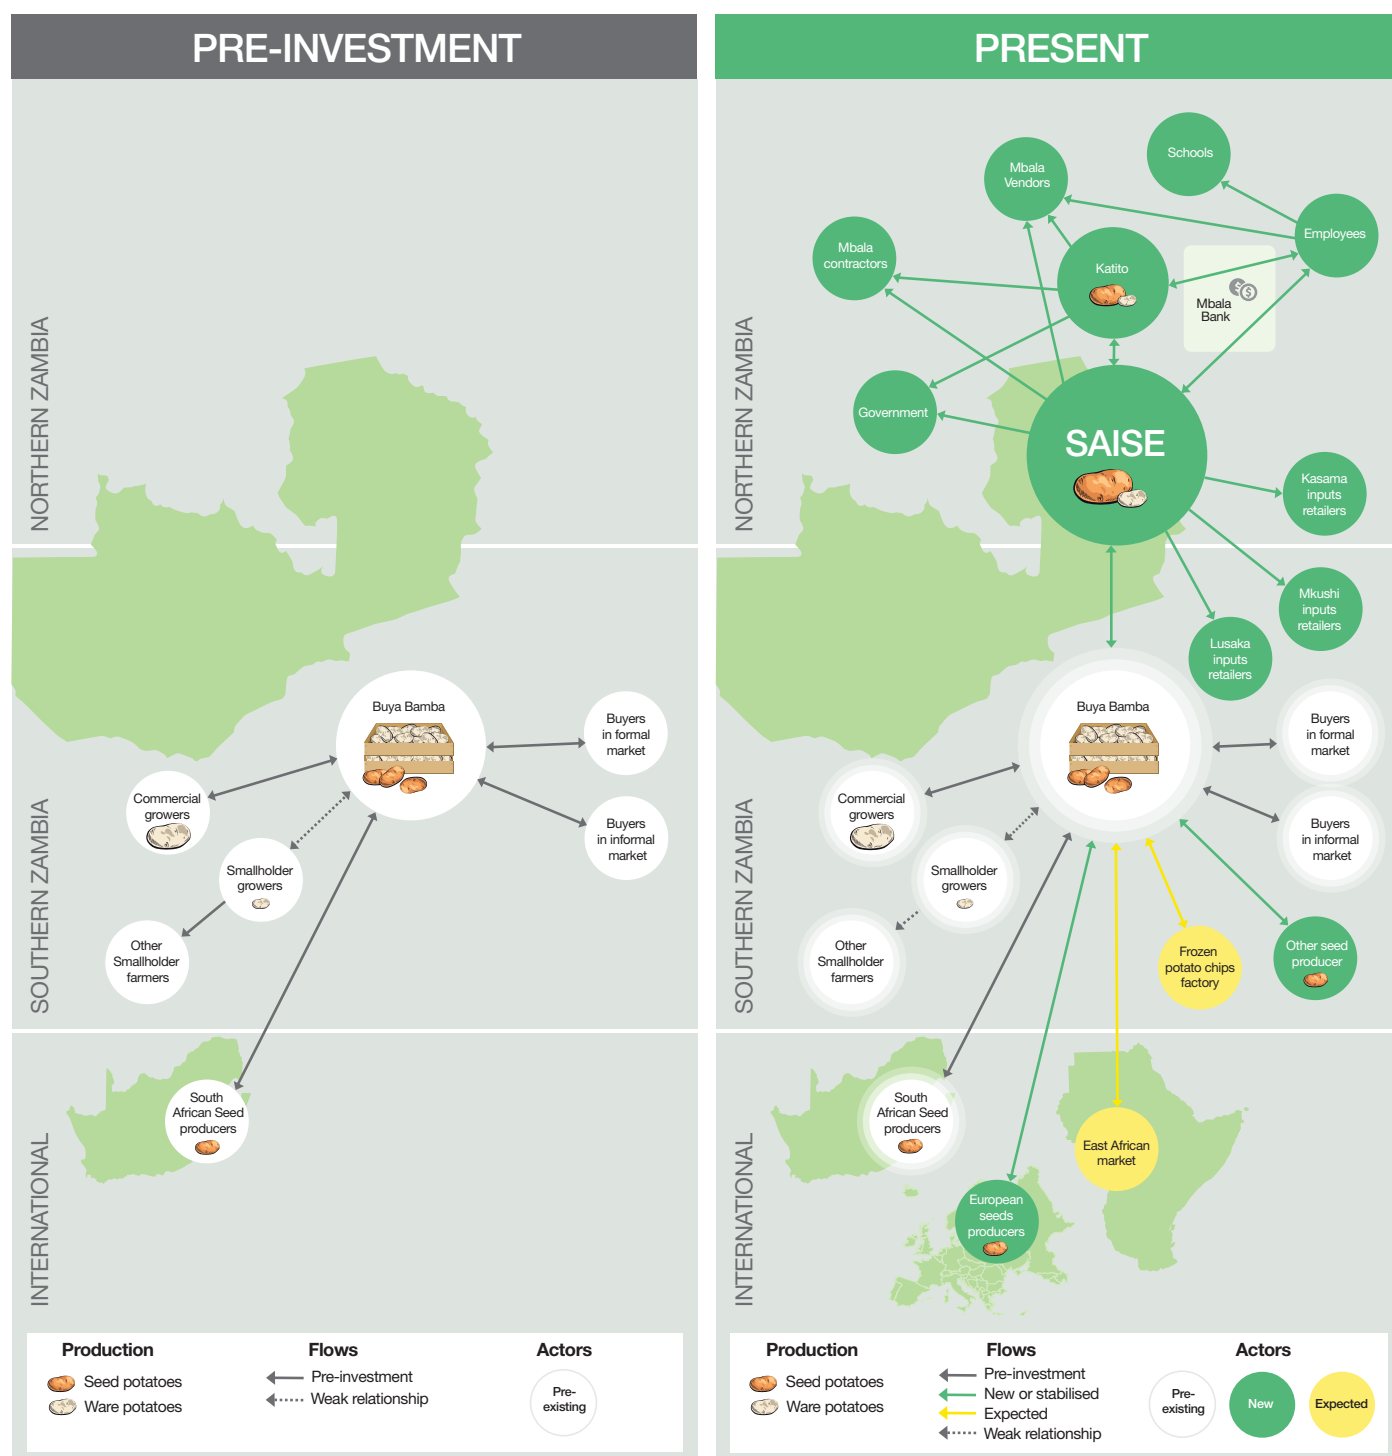 PRE-INVESTMENT
NORTHERN ZAMBIA
SOUTHERN ZAMBIA
INTERNATIONAL
Buya Bamba
Buyers
in formal
market
Buyers
in informal
market
Commercial
growers
Smallholder
growers
Other
Smallholder
farmers
South
African Seed
producers
Production
Seed potatoes
Ware potatoes
Flows
Pre-investment
Weak relationship
Actors
Pre-
existing
PRESENT
NORTHERN ZAMBIA
SOUTHERN ZAMBIA
INTERNATIONAL
Schools
Mbala
Vendors
Employees
Mbala
contractors
Katito
Mbala
Bank
Government
SAISE
Kasama
inputs
retailers
Mkushi
inputs
retailers
Lusaka
inputs
retailers
Buya Bamba
Buyers
in formal
market
Buyers
in informal
market
Commercial
growers
Smallholder
growers
Other
Smallholder
farmers
Frozen
potato chips
factory
Other seed
producer
South
African Seed
producers
East African
market
European
seeds
producers
Production
Seed potatoes
Ware potatoes
Flows
Pre-investment
New or stabilised
Expected
Weak relationship
Actors
Pre-
existing
New
Expected